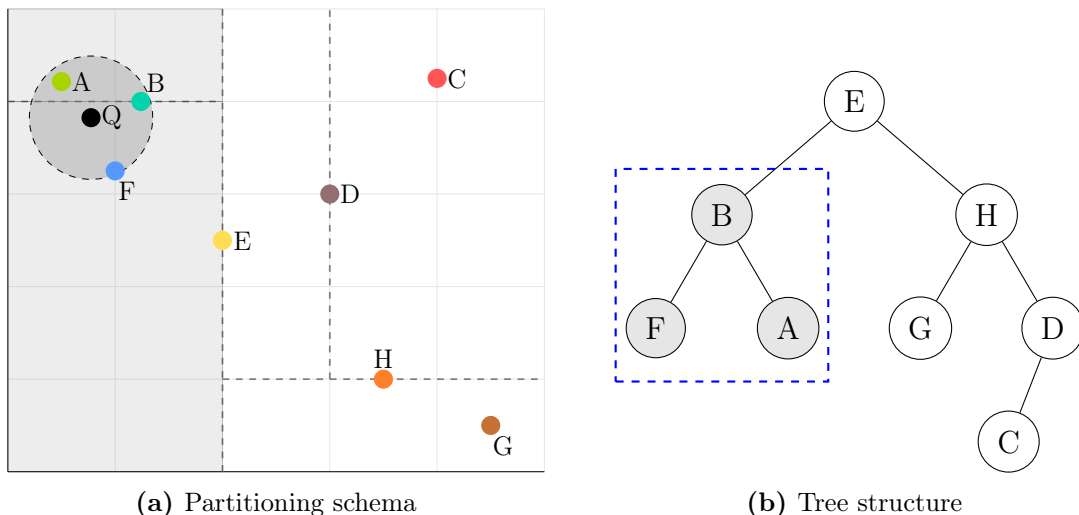 A
B
C
Q
F
D
E
H
G
(a) Partitioning schema
E
B
H
F
A
G
D
C
(b) Tree structure